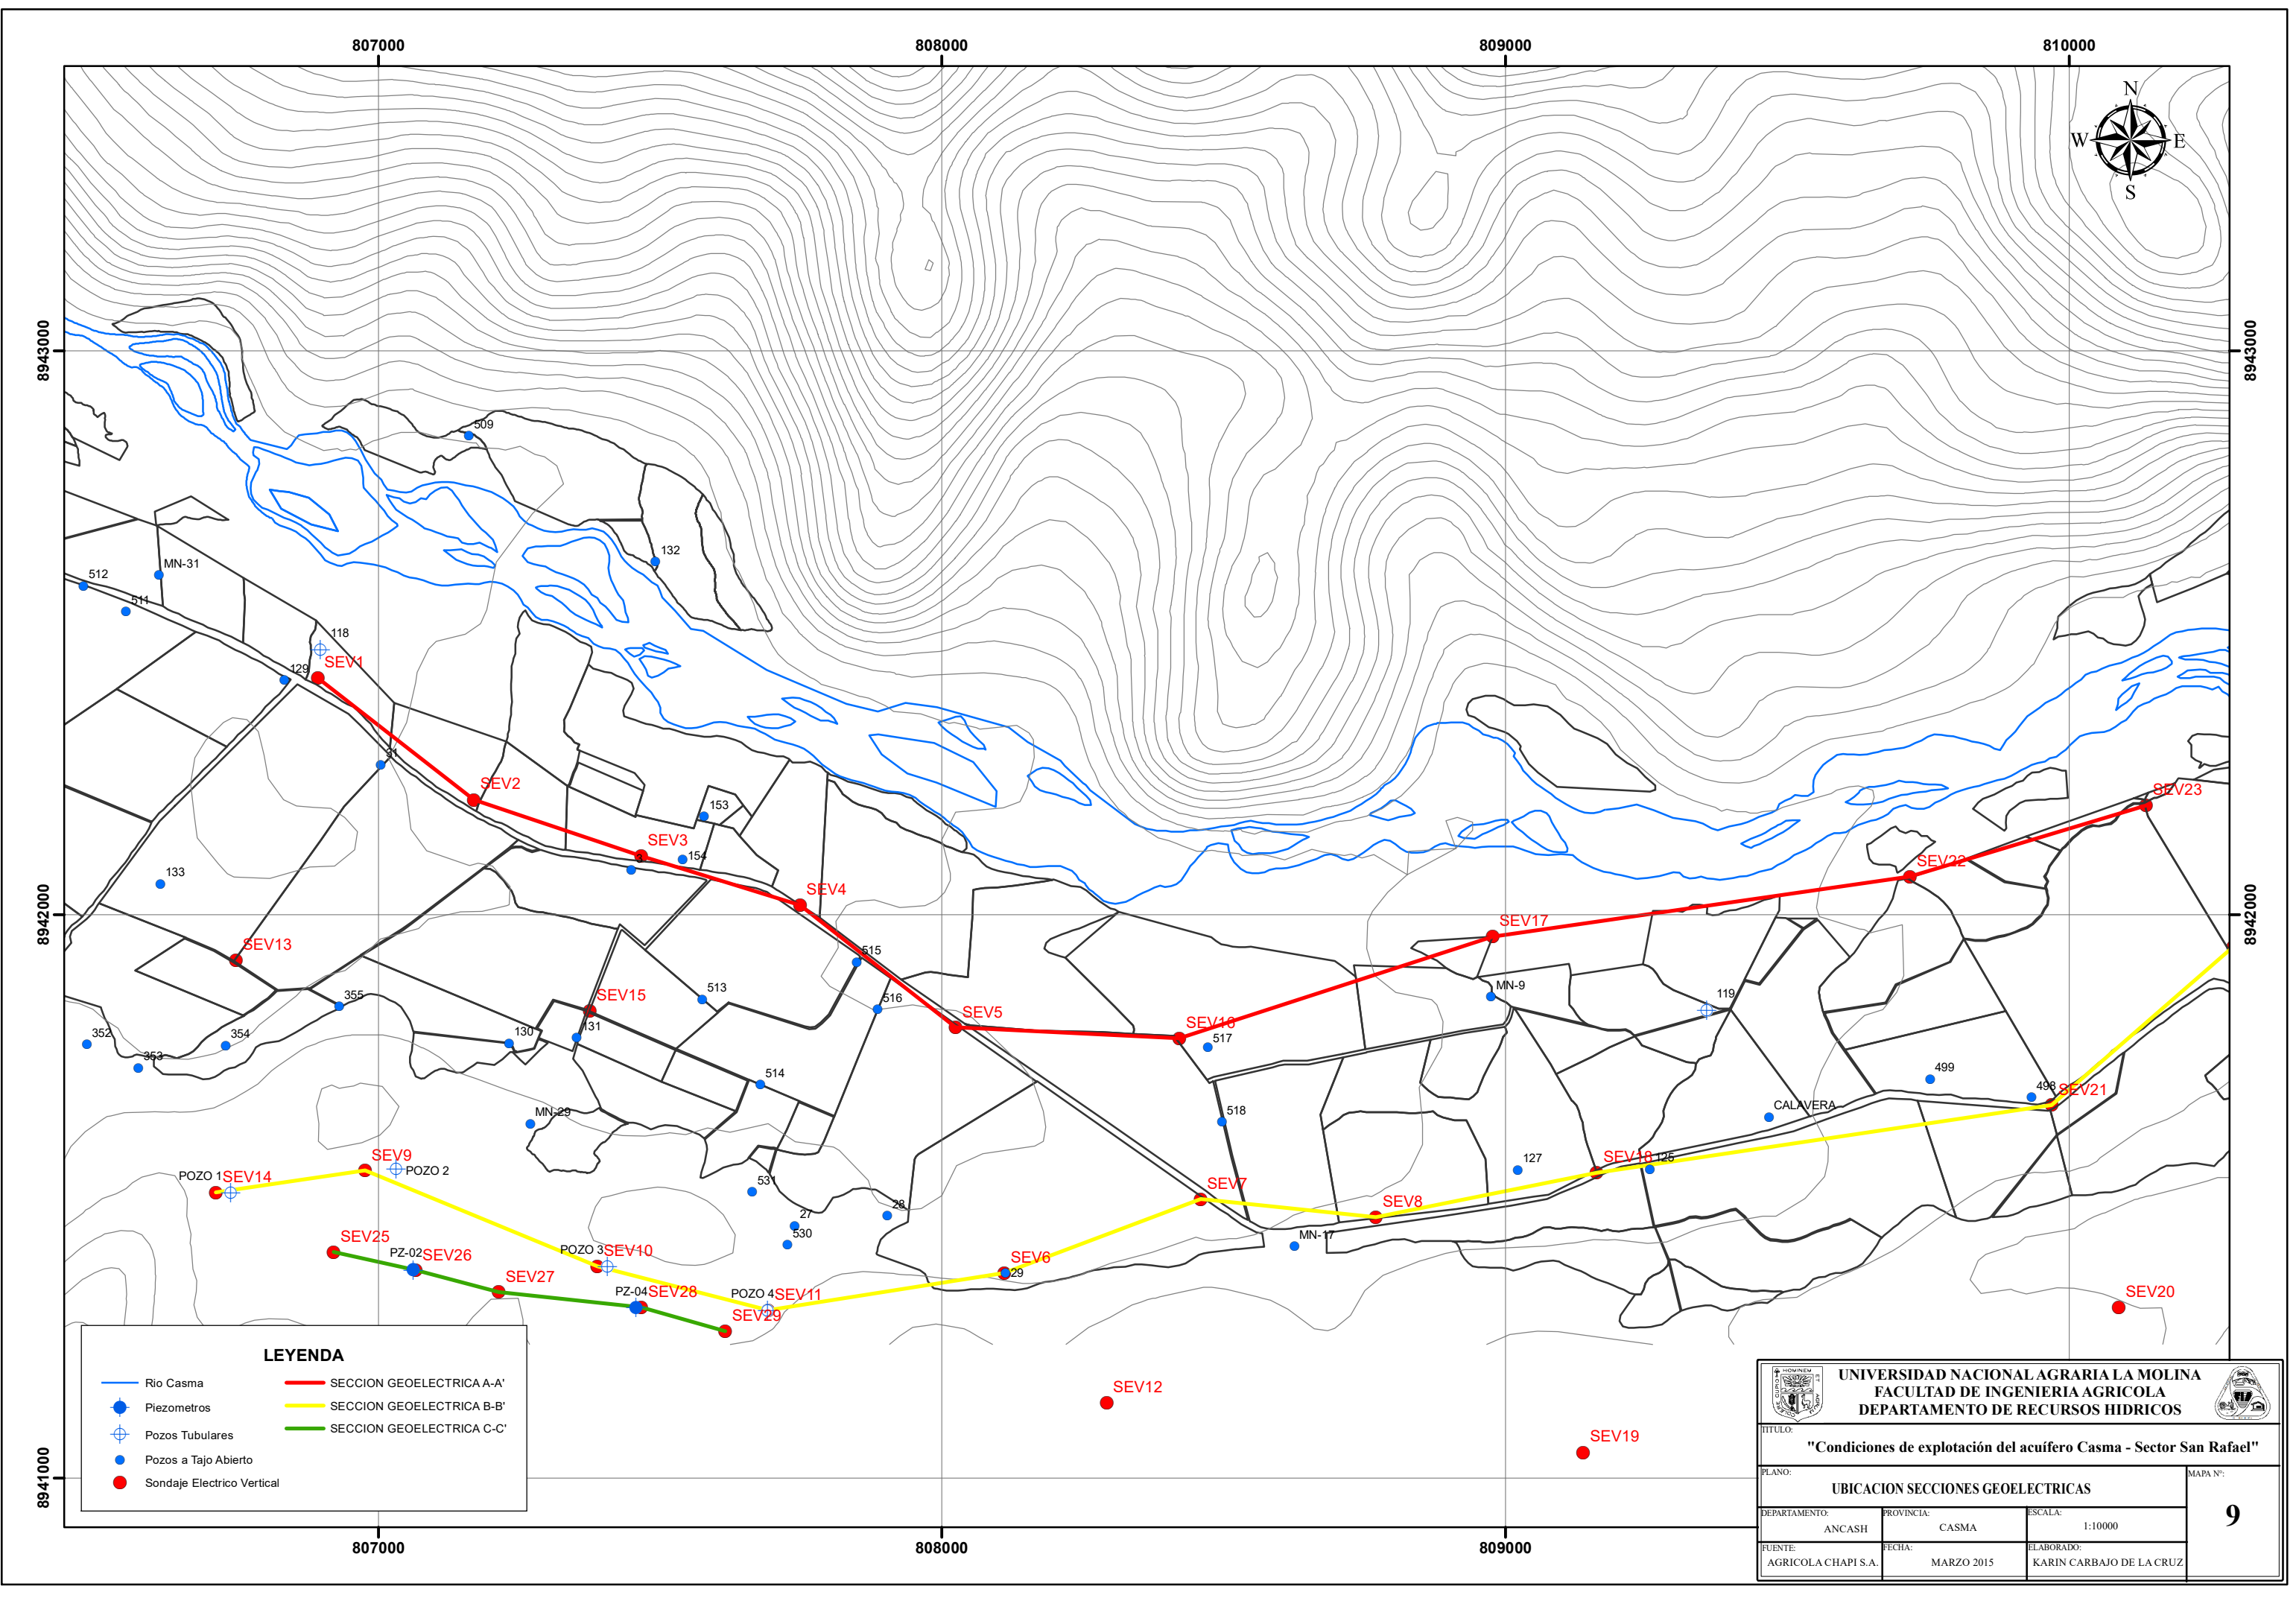 807000
808000
809000
810000
N
W
E
S
8943000
8943000
509
132
512
MN-31
511
118
SEV1
129
31
SEV2
153
SEV3
154
SEV23
133
SEV22
SEV4
8942000
8942000
SEV17
SEV13
515
MN-9
119
355
SEV15
513
516
SEV5
SEV16
517
352
354
130
131
353
514
499
498
SEV21
MN-29
518
CALAVERA
SEV9
POZO 2
POZO 1
SEV14
531
127
SEV18
125
SEV7
SEV8
27
28
530
MN-17
SEV25
PZ-02
SEV26
POZO 3
SEV10
SEV6
29
SEV27
PZ-04
SEV28
POZO 4
SEV11
SEV29
SEV20
SEV12
SEV19
LEYENDA
Rio Casma
Piezometros
Pozos Tubulares
Pozos a Tajo Abierto
Sondaje Electrico Vertical
SECCION GEOELECTRICA A-A'
SECCION GEOELECTRICA B-B'
SECCION GEOELECTRICA C-C'
8941000
807000
808000
809000
UNIVERSIDAD NACIONAL AGRARIA LA MOLINA
FACULTAD DE INGENIERIA AGRICOLA
DEPARTAMENTO DE RECURSOS HIDRICOS
TITULO:
"Condiciones de explotación del acuífero Casma - Sector San Rafael"
PLANO:
UBICACION SECCIONES GEOELECTRICAS
MAPA Nº:
9
DEPARTAMENTO:
ANCASH
PROVINCIA:
CASMA
ESCALA:
1:10000
FUENTE:
AGRICOLA CHAPI S.A.
FECHA:
MARZO 2015
ELABORADO:
KARIN CARBAJO DE LA CRUZ